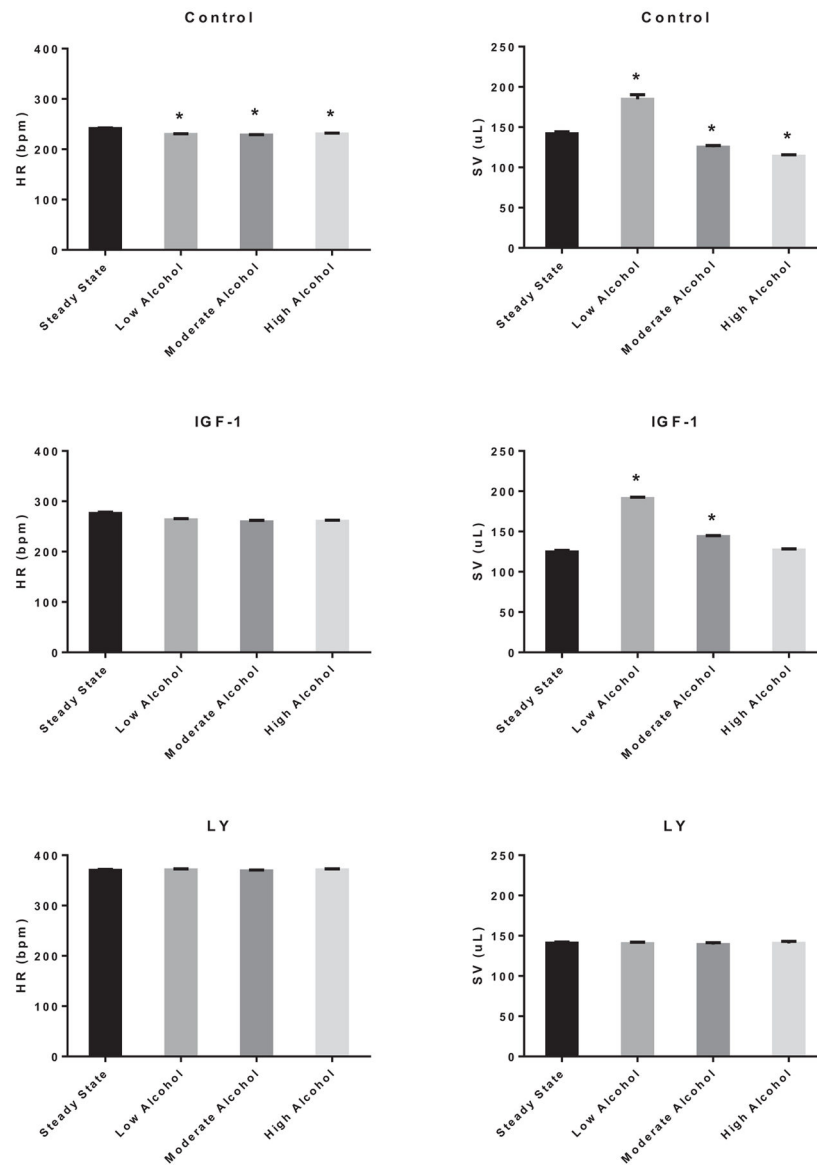 Control
HR (bpm)
400
300
200
100
0
*
*
*
Steady State
Low Alcohol
Moderate Alcohol
High Alcohol
Control
SV (uL)
250
200
150
100
50
0
*
*
*
Steady State
Low Alcohol
Moderate Alcohol
High Alcohol
IGF-1
HR (bpm)
400
300
200
100
0
Steady State
Low Alcohol
Moderate Alcohol
High Alcohol
IGF-1
SV (uL)
250
200
150
100
50
0
*
*
Steady State
Low Alcohol
Moderate Alcohol
High Alcohol
LY
HR (bpm)
400
300
200
100
0
Steady State
Low Alcohol
Moderate Alcohol
High Alcohol
LY
SV (uL)
250
200
150
100
50
0
Steady State
Low Alcohol
Moderate Alcohol
High Alcohol